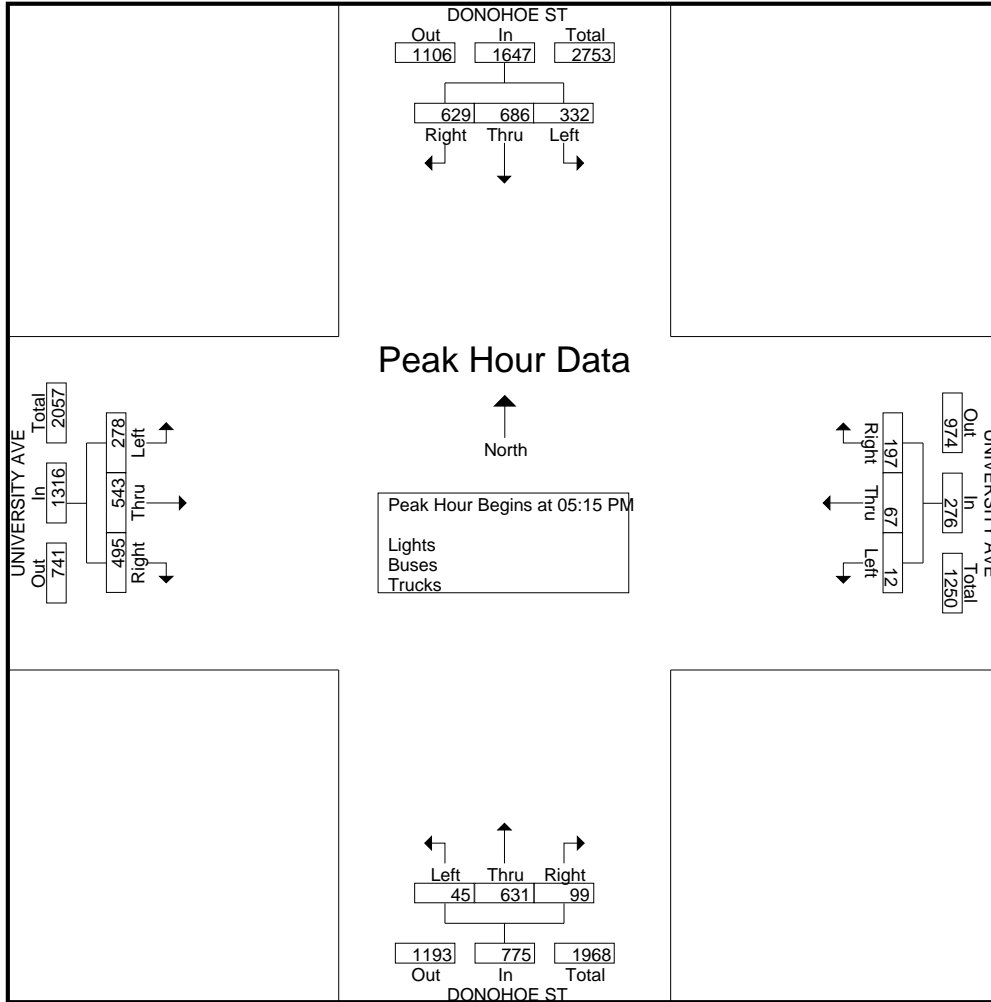 DONOHOE ST
Out In Total
1106 1647 2753
629 686 332
Right Thru Left
Peak Hour Data
North
Peak Hour Begins at 05:15 PM
Lights
Buses
Trucks
UNIVERSITY AVE
Out In Total
741 1316 2057
Right Thru Left
495 543 278
UNIVERSITY AVE
Out In Total
974 276 1250
Right Thru Left
197 67 12
Left Thru Right
45 631 99
1193 775 1968
Out In Total
DONOHOE ST